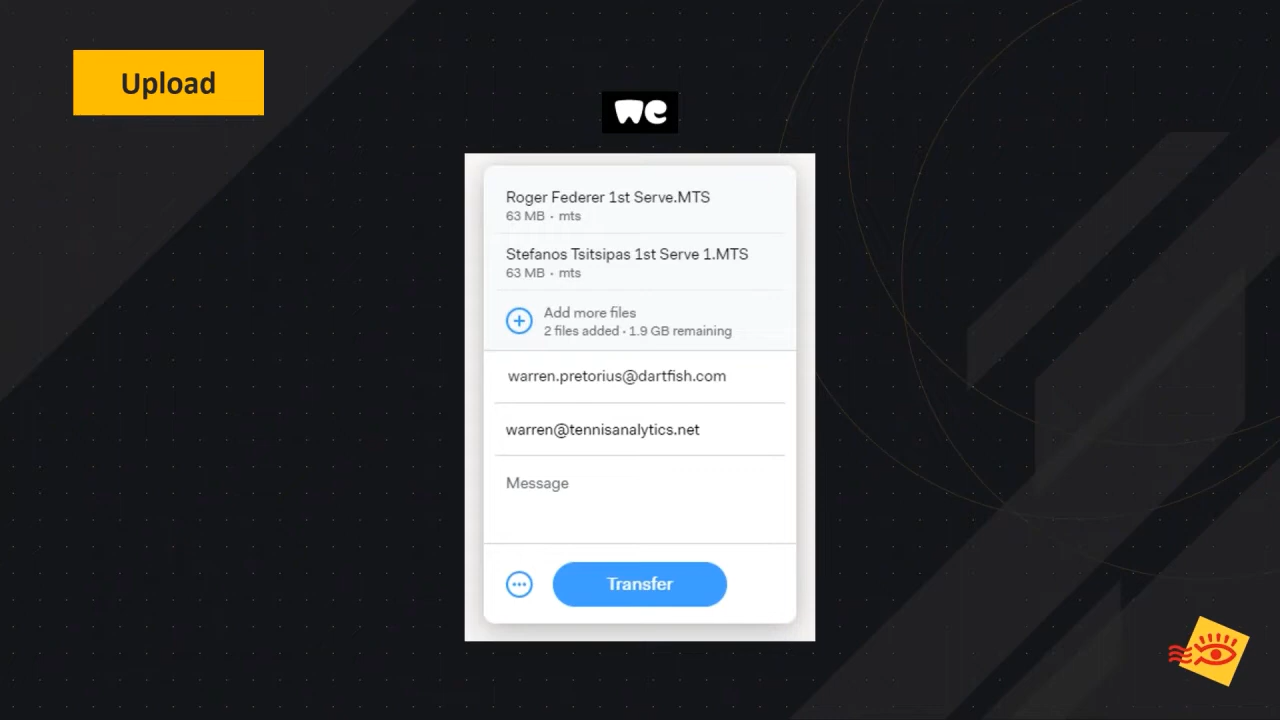 Upload
we
Roger Federer 1st Serve.MTS
63 MB · mts
Stefanos Tsitsipas 1st Serve 1.MTS
63 MB · mts
Add more files
2 files added · 1.9 GB remaining
warren.pretorius@dartfish.com
warren@tennisanalytics.net
Message
Transfer